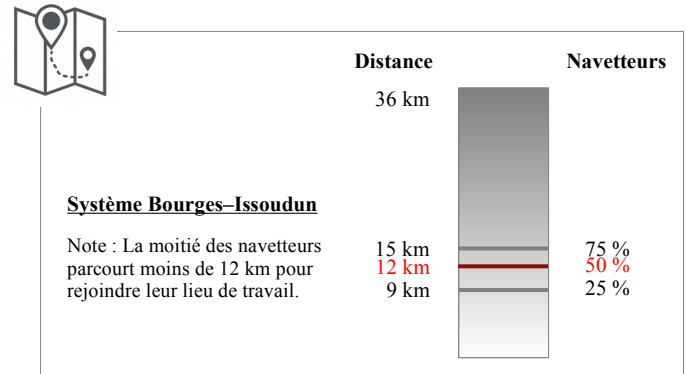 Distance Navetteurs
36 km
Système Bourges–Issoudun
Note : La moitié des navetteurs
parcourt moins de 12 km pour
rejoindre leur lieu de travail.
15 km 75 %
12 km 50 %
9 km 25 %